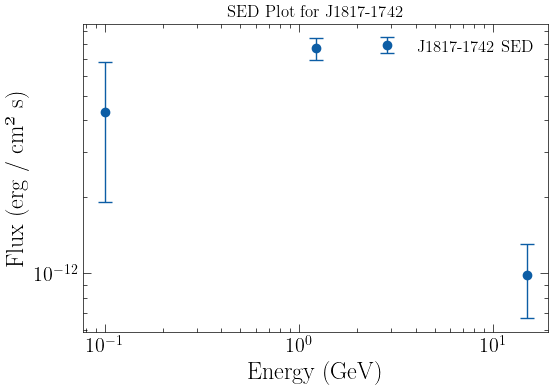 SED Plot for J1817-1742
J1817-1742 SED
Flux (erg / cm² s)
10⁻¹²
10⁻¹ 10⁰ 10¹
Energy (GeV)